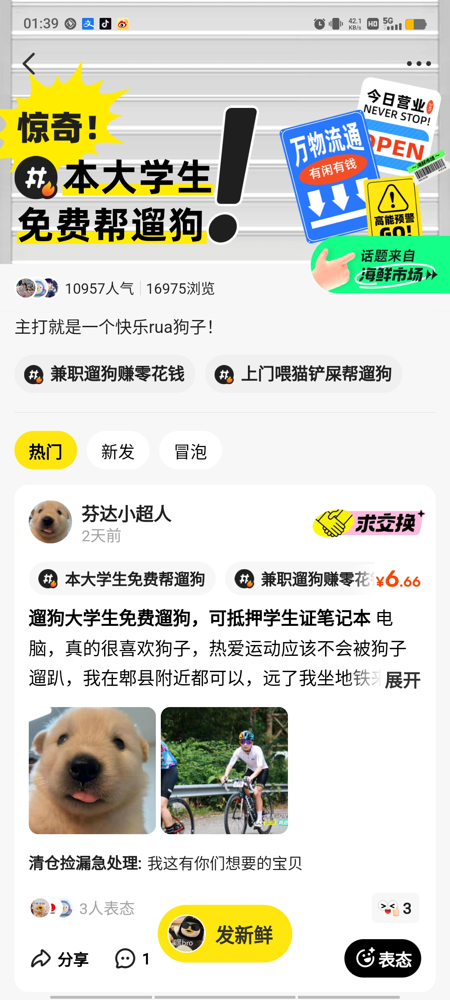 01:39
42.1
KB/s
HD
5G
今日营业
24h
NEVER STOP!
OPEN
万物流通
有闲有钱
～海鲜市场～
高能预警
GO!
惊奇!
本大学生
免费帮遛狗
话题来自
海鲜市场
10957人气
16975浏览
主打就是一个快乐rua狗子!
兼职遛狗赚零花钱
上门喂猫铲屎帮遛狗
热门
新发
冒泡
芬达小超人
2天前
求交换
本大学生免费帮遛狗
兼职遛狗赚零花
¥6.66
遛狗大学生免费遛狗，可抵押学生证笔记本 电
脑，真的很喜欢狗子，热爱运动应该不会被狗子
遛趴，我在郫县附近都可以，远了我坐地铁来
展开
清仓捡漏急处理: 我这有你们想要的宝贝
3人表态
3
嘿bro
发新鲜
分享
1
表态